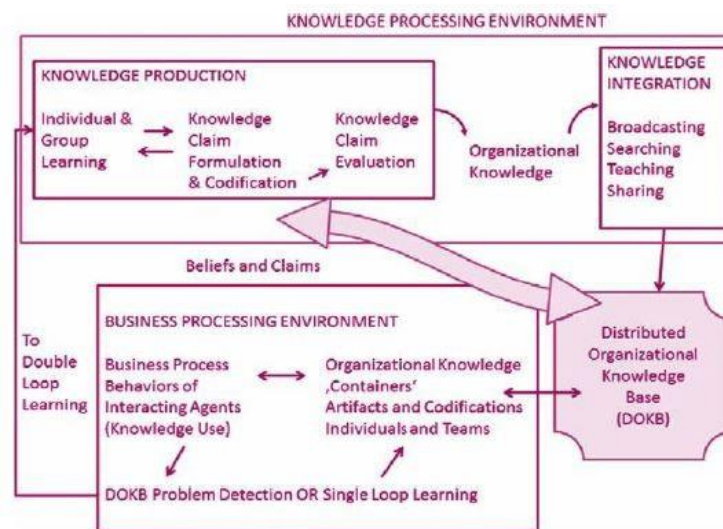 KNOWLEDGE PROCESSING ENVIRONMENT
KNOWLEDGE PRODUCTION
Individual &
Group
Learning
Knowledge
Claim
Formulation
& Codification
Knowledge
Claim
Evaluation
Organizational
Knowledge
KNOWLEDGE
INTEGRATION
Broadcasting
Searching
Teaching
Sharing
Beliefs and Claims
To
Double
Loop
Learning
BUSINESS PROCESSING ENVIRONMENT
Business Process
Behaviors of
Interacting Agents
(Knowledge Use)
Organizational Knowledge
‚Containers‘
Artifacts and Codifications
Individuals and Teams
DOKB Problem Detection OR Single Loop Learning
Distributed
Organizational
Knowledge
Base
(DOKB)